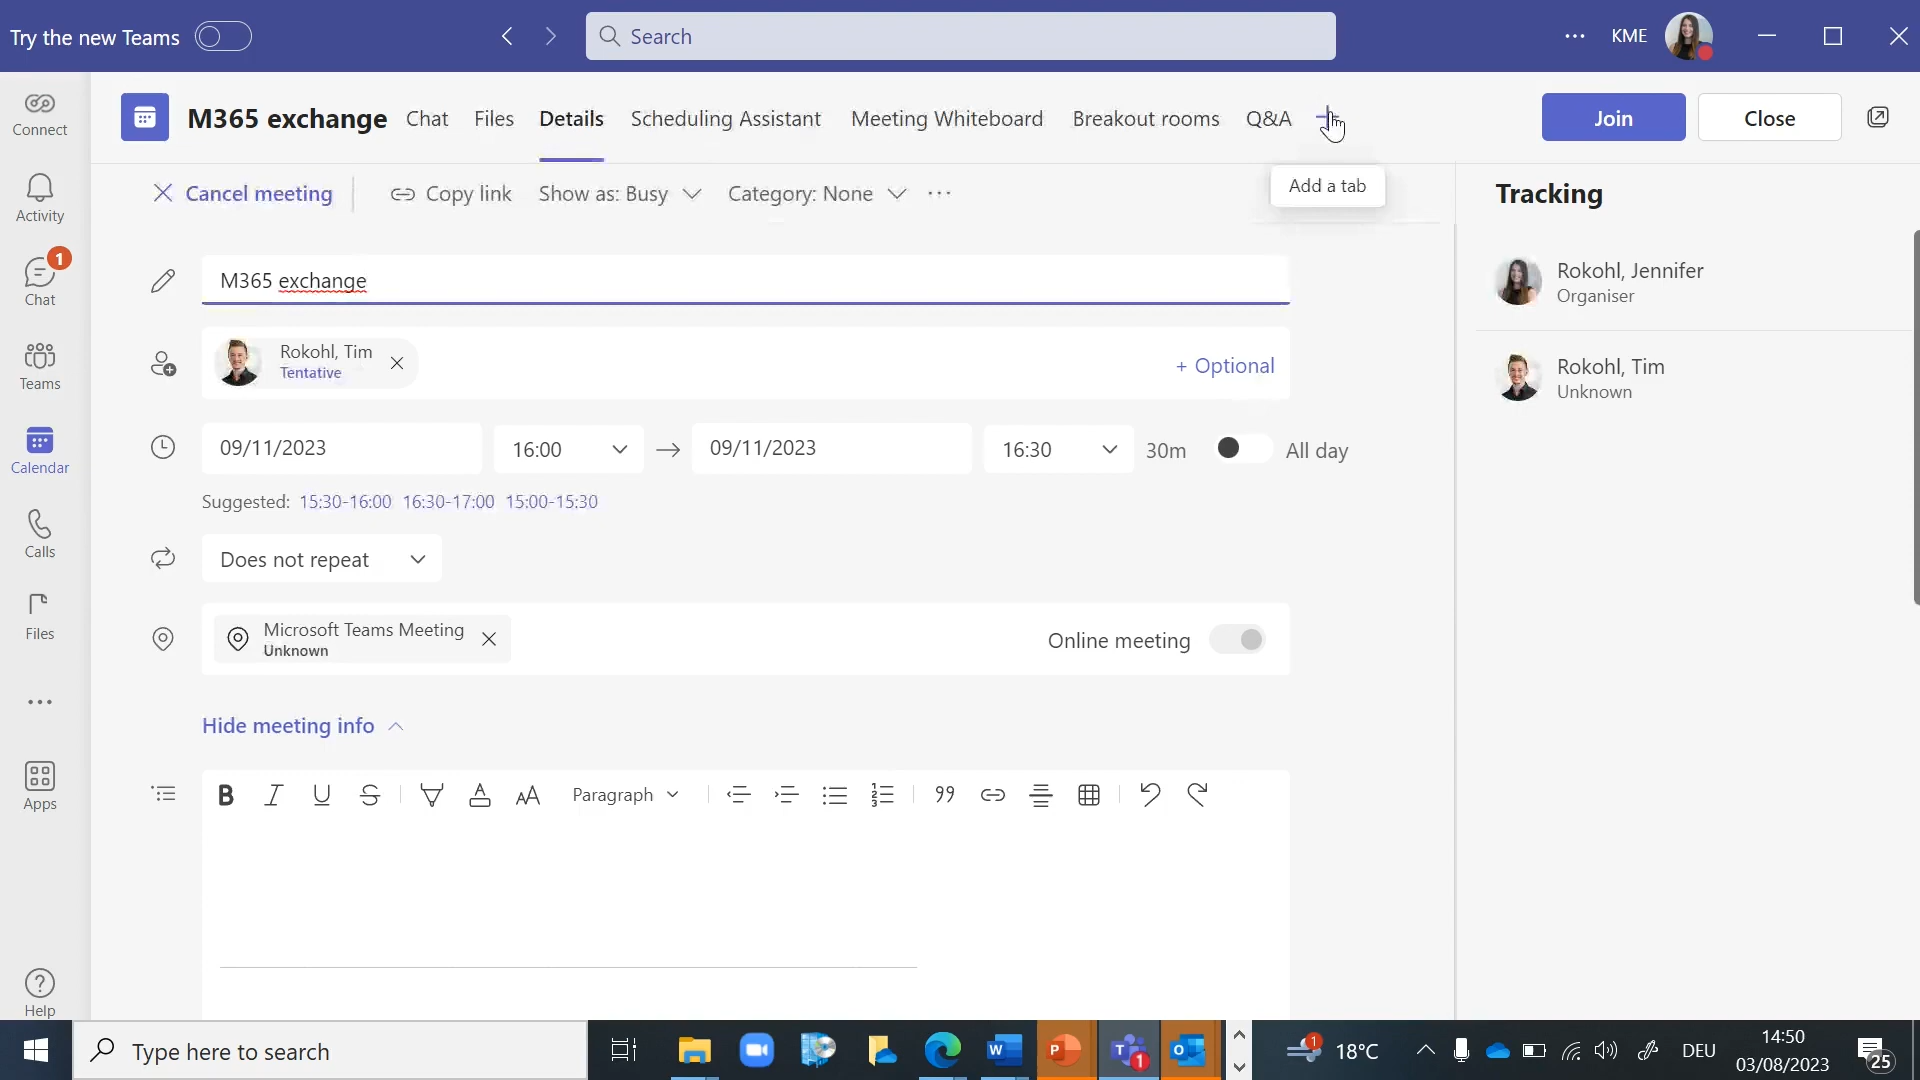 Try the new Teams
Search
KME
M365 exchange
Chat
Files
Details
Scheduling Assistant
Meeting Whiteboard
Breakout rooms
Q&A
Join
Close
Add a tab
Connect
Activity
1
Chat
Teams
Calendar
Calls
Files
Apps
Help
Cancel meeting
Copy link
Show as: Busy
Category: None
M365 exchange
Rokohl, Tim
Tentative
+ Optional
09/11/2023
16:00
09/11/2023
16:30
30m
All day
Suggested: 15:30-16:00 16:30-17:00 15:00-15:30
Does not repeat
Microsoft Teams Meeting
Unknown
Online meeting
Hide meeting info
Paragraph
Tracking
Rokohl, Jennifer
Organiser
Rokohl, Tim
Unknown
Type here to search
1
1
18°C
DEU
14:50
03/08/2023
25